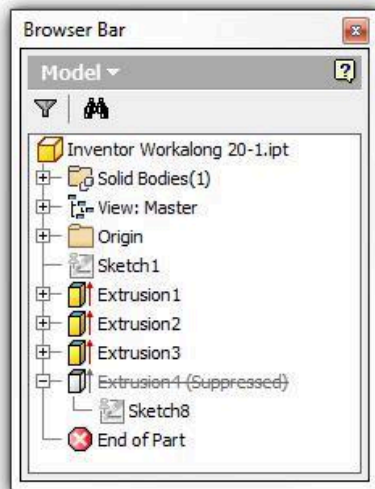 Browser Bar
Model
Inventor Workalong 20-1.ipt
Solid Bodies(1)
View: Master
Origin
Sketch1
Extrusion1
Extrusion2
Extrusion3
Extrusion4 (Suppressed)
Sketch8
End of Part